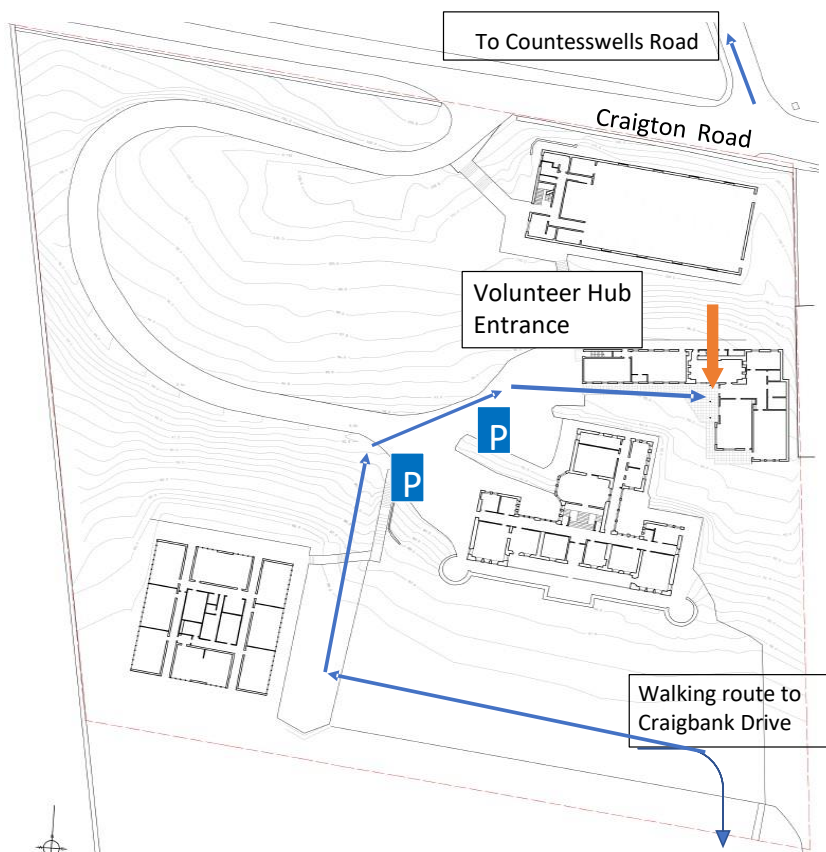 To Countesswells Road
Craigton Road
Volunteer Hub
Entrance
P
P
Walking route to
Craigbank Drive